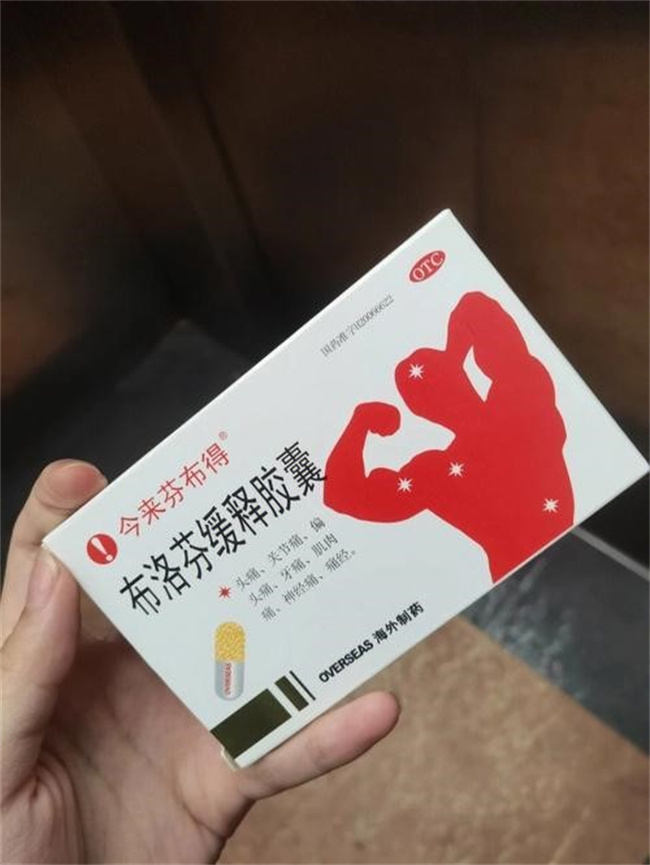 OTC
国药准字H20066622
! 今来芬布得®
布洛芬缓释胶囊
头痛、关节痛、偏
头痛、牙痛、肌肉
痛、神经痛、痛经。
OVERSEAS
OVERSEAS 海外制药